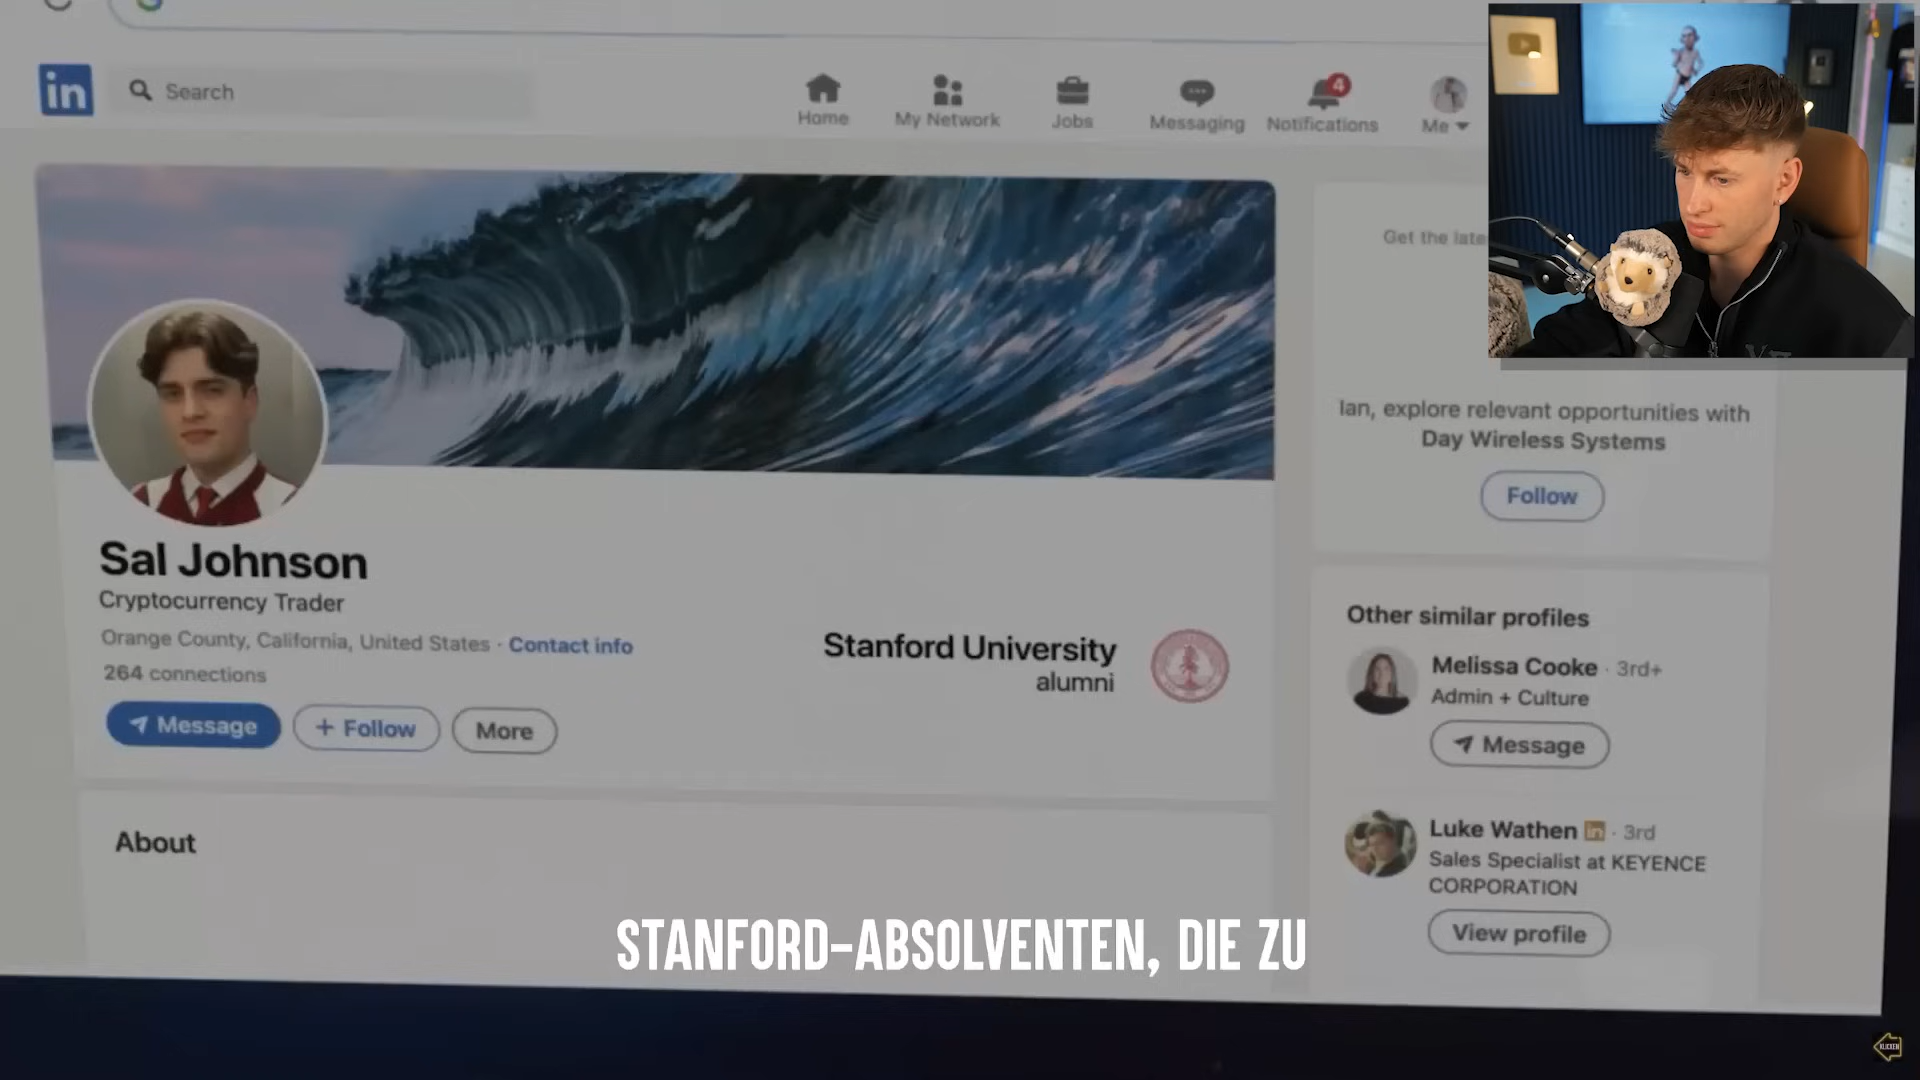 in
Search
Home
My Network
Jobs
Messaging
4
Notifications
Me
Get the late
Ian, explore relevant opportunities with
Day Wireless Systems
Follow
Sal Johnson
Cryptocurrency Trader
Orange County, California, United States · Contact info
264 connections
Message
+ Follow
More
Stanford University
alumni
Other similar profiles
Melissa Cooke · 3rd+
Admin + Culture
Message
Luke Wathen in · 3rd
Sales Specialist at KEYENCE
CORPORATION
View profile
About
STANFORD-ABSOLVENTEN, DIE ZU
KLICKEN